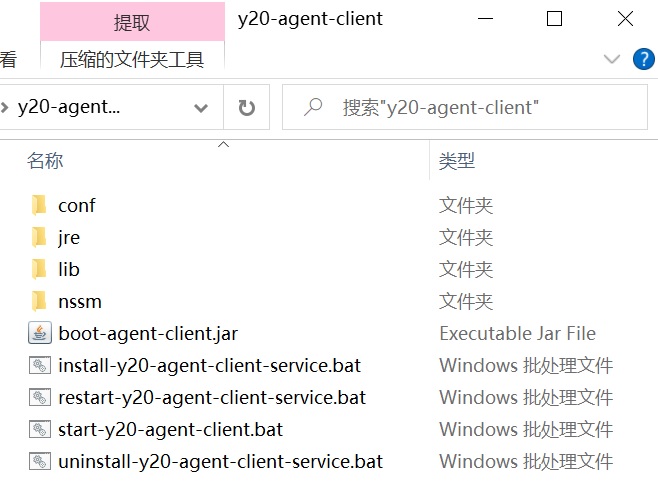 提取 y20-agent-client
看 压缩的文件夹工具
y20-agent... 搜索"y20-agent-client"
名称 类型
conf 文件夹
jre 文件夹
lib 文件夹
nssm 文件夹
boot-agent-client.jar Executable Jar File
install-y20-agent-client-service.bat Windows 批处理文件
restart-y20-agent-client-service.bat Windows 批处理文件
start-y20-agent-client.bat Windows 批处理文件
uninstall-y20-agent-client-service.bat Windows 批处理文件